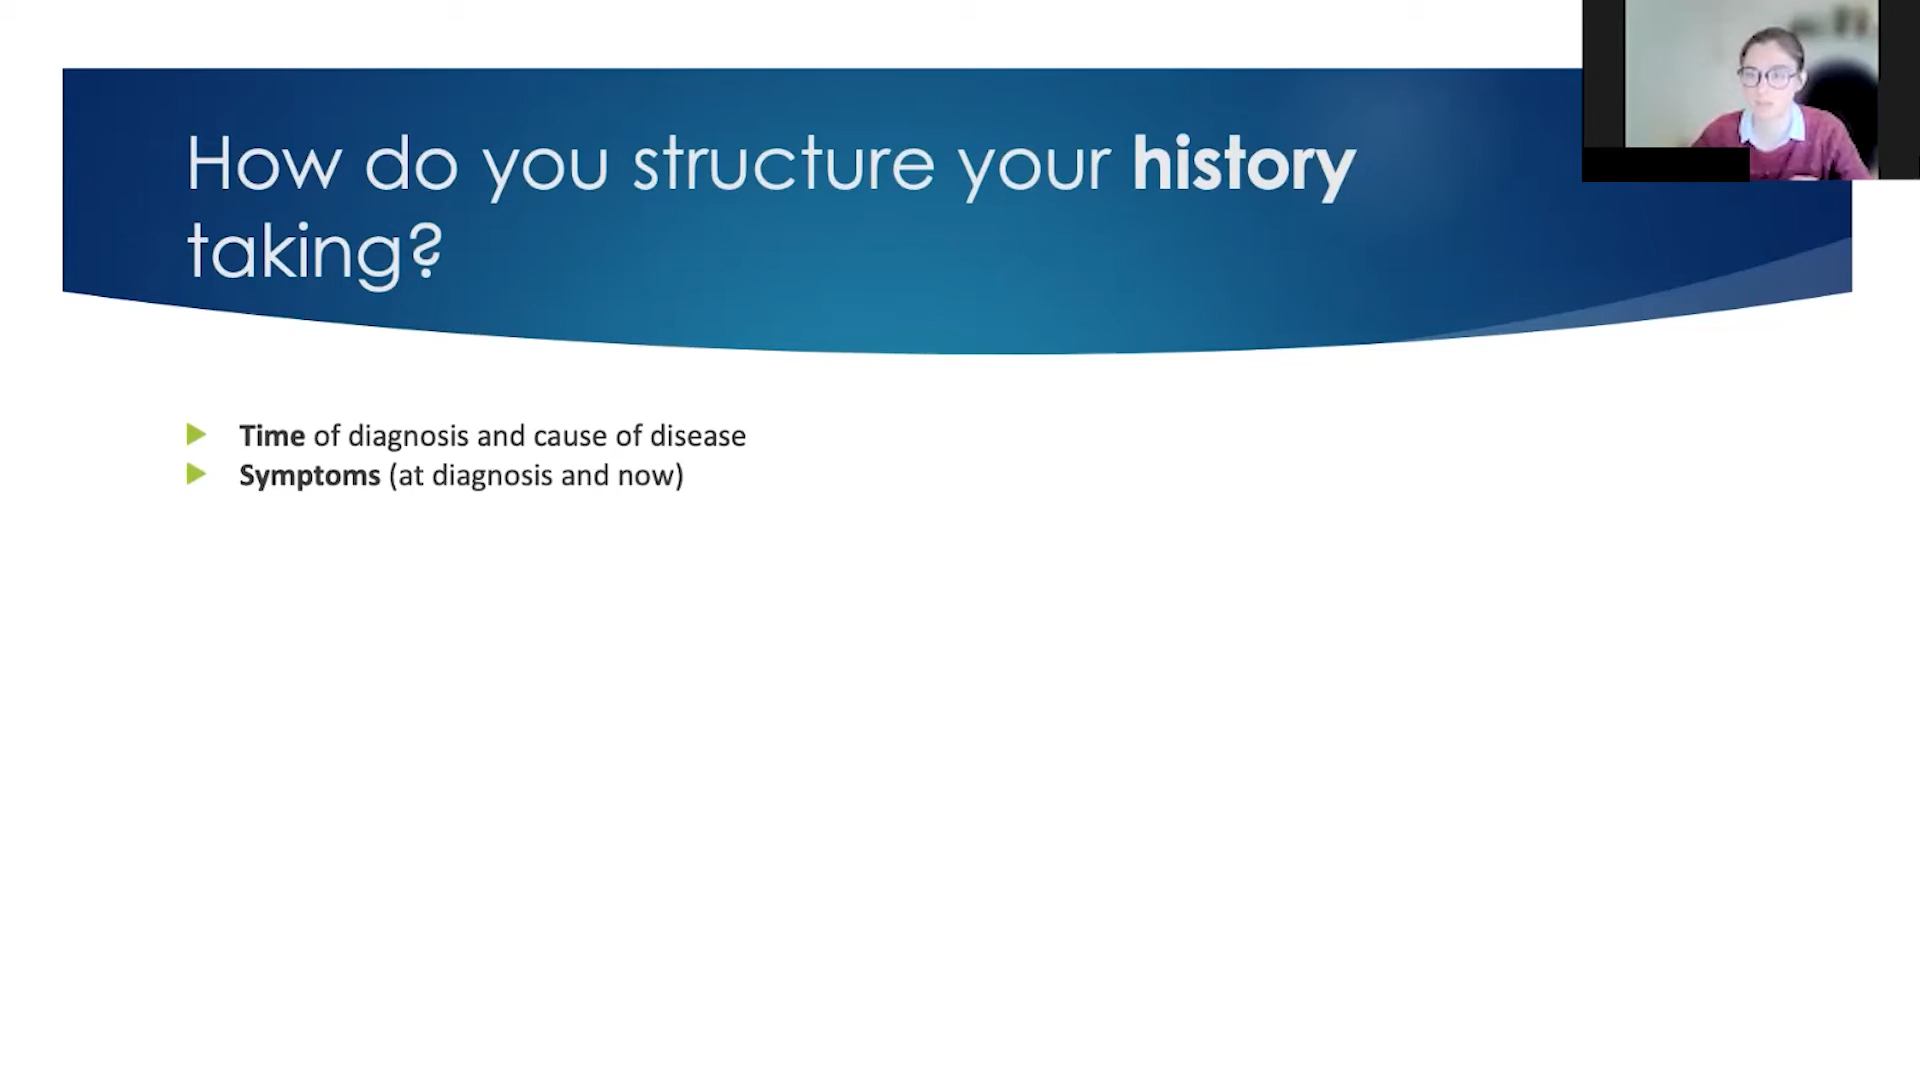 How do you structure your history
taking?
Time of diagnosis and cause of disease
Symptoms (at diagnosis and now)